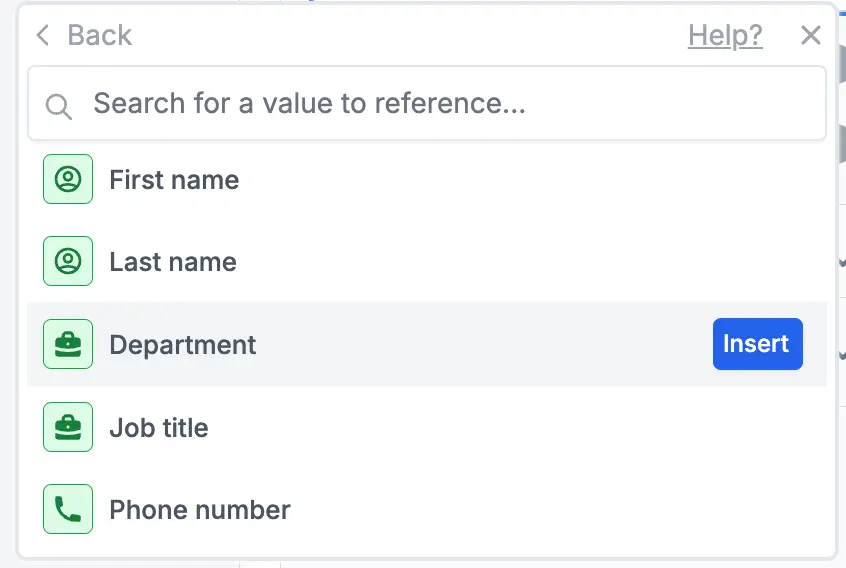 Back
Help?
Search for a value to reference...
First name
Last name
Department
Insert
Job title
Phone number